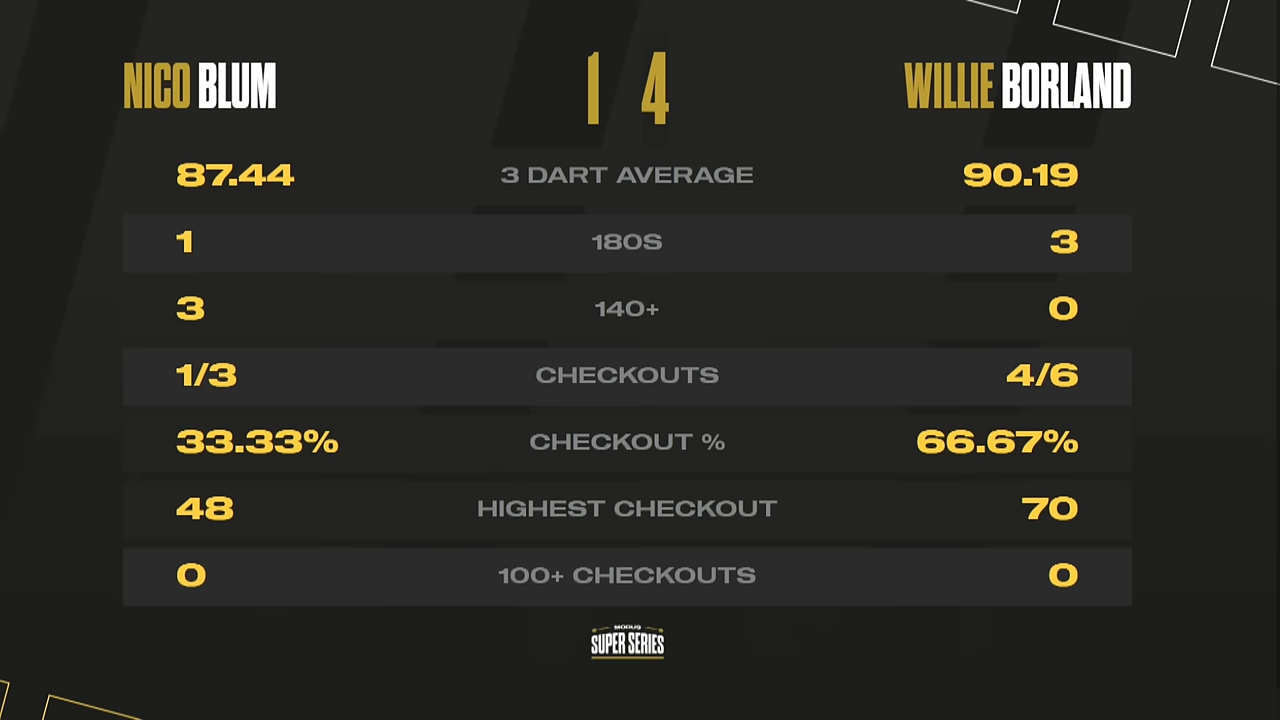 NICO BLUM 1 4 WILLIE BORLAND
87.44 3 DART AVERAGE 90.19
1 180S 3
3 140+ 0
1/3 CHECKOUTS 4/6
33.33% CHECKOUT % 66.67%
48 HIGHEST CHECKOUT 70
0 100+ CHECKOUTS 0
MODUS
SUPER SERIES